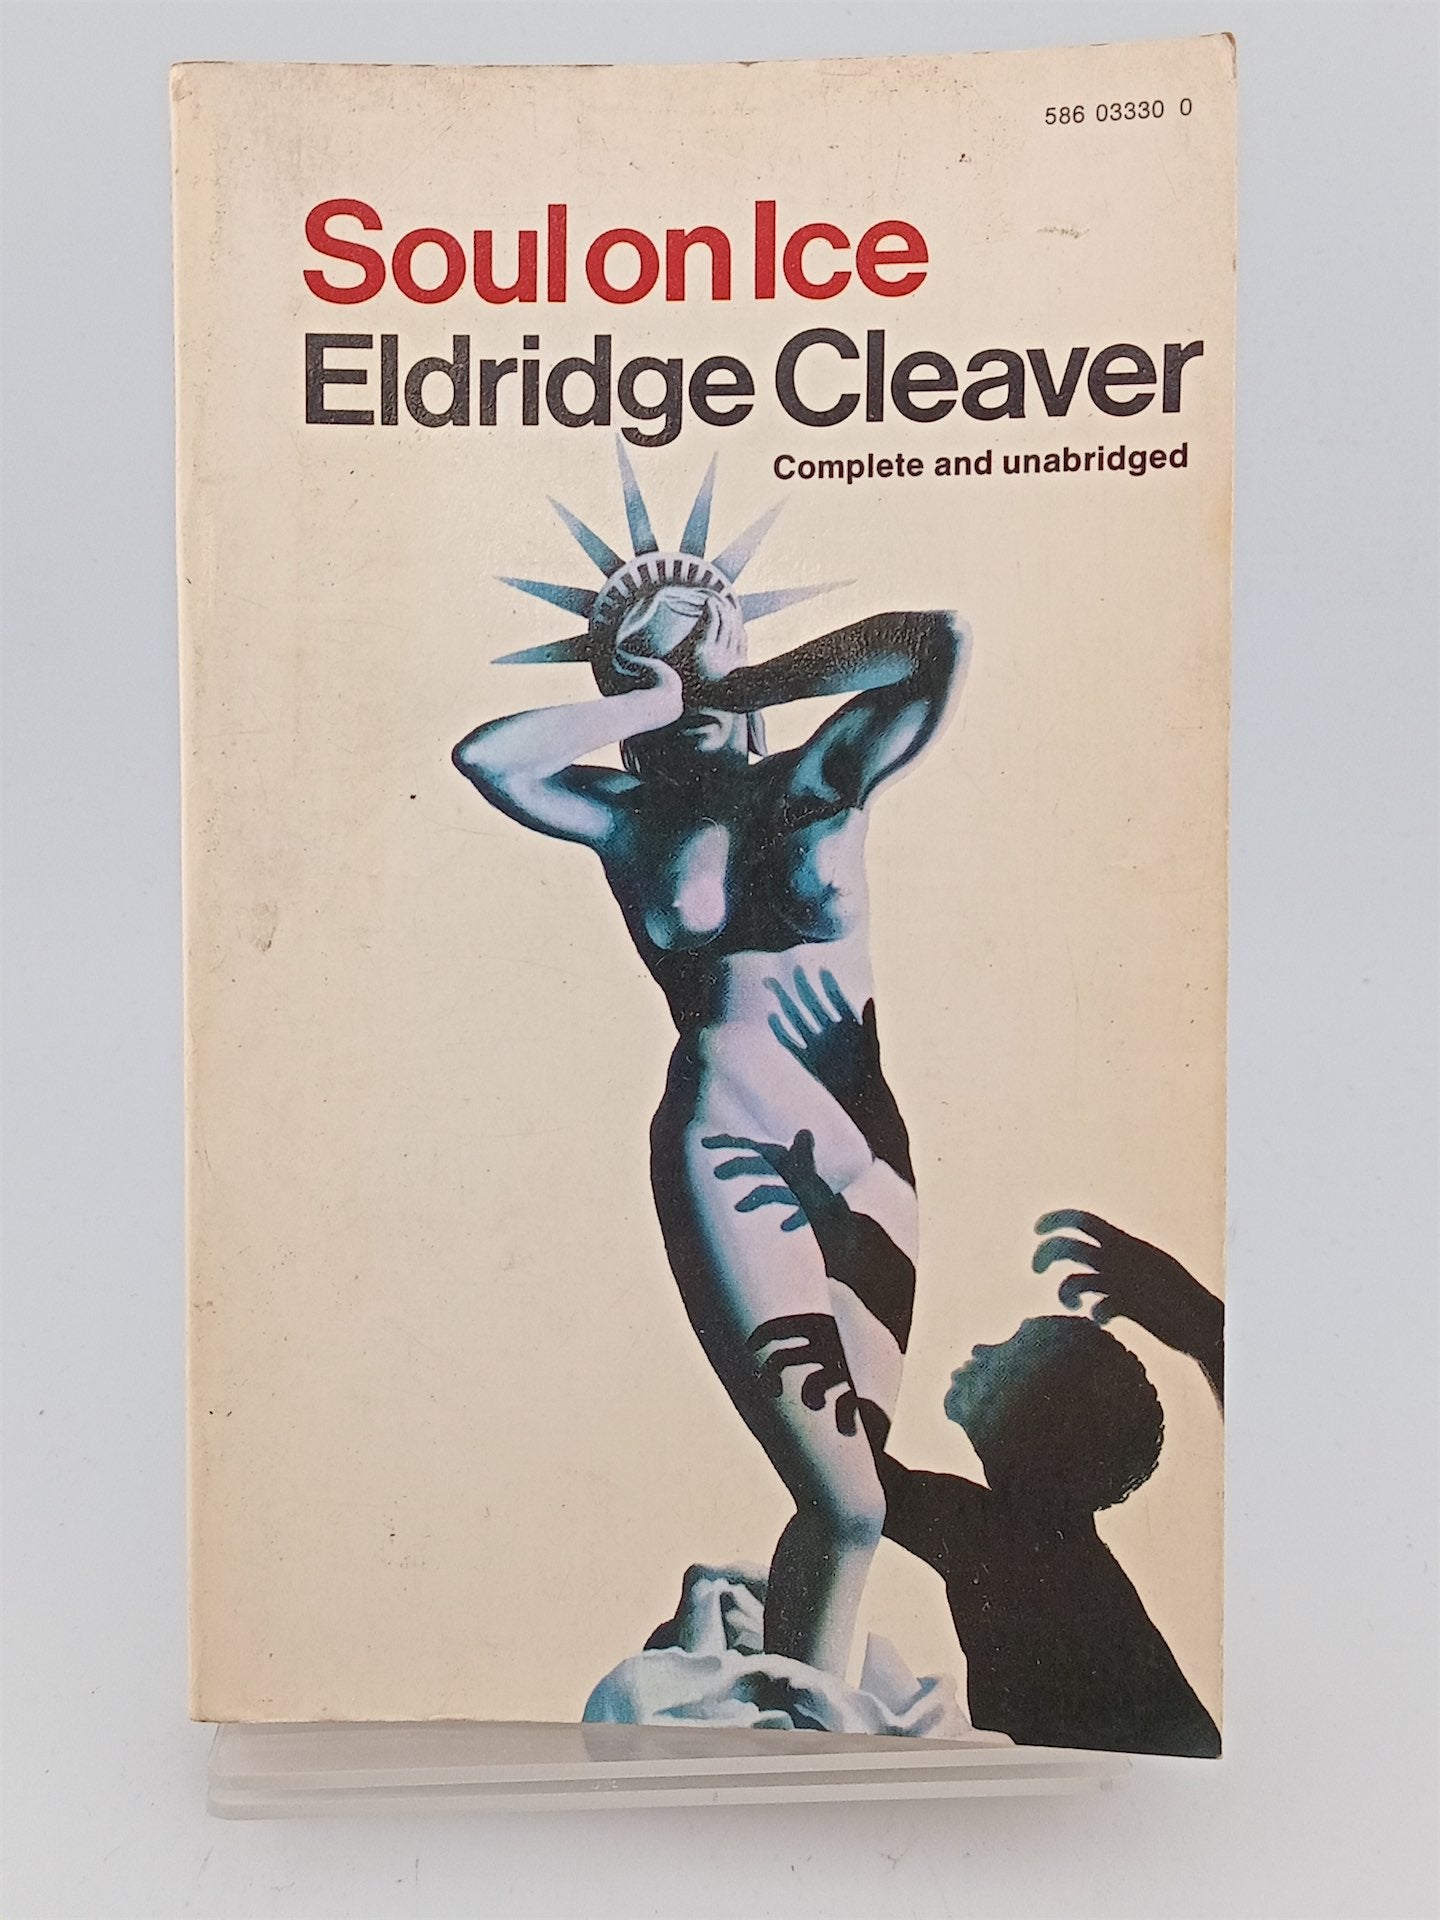 586 03330 0
Soul on Ice
Eldridge Cleaver
Complete and unabridged